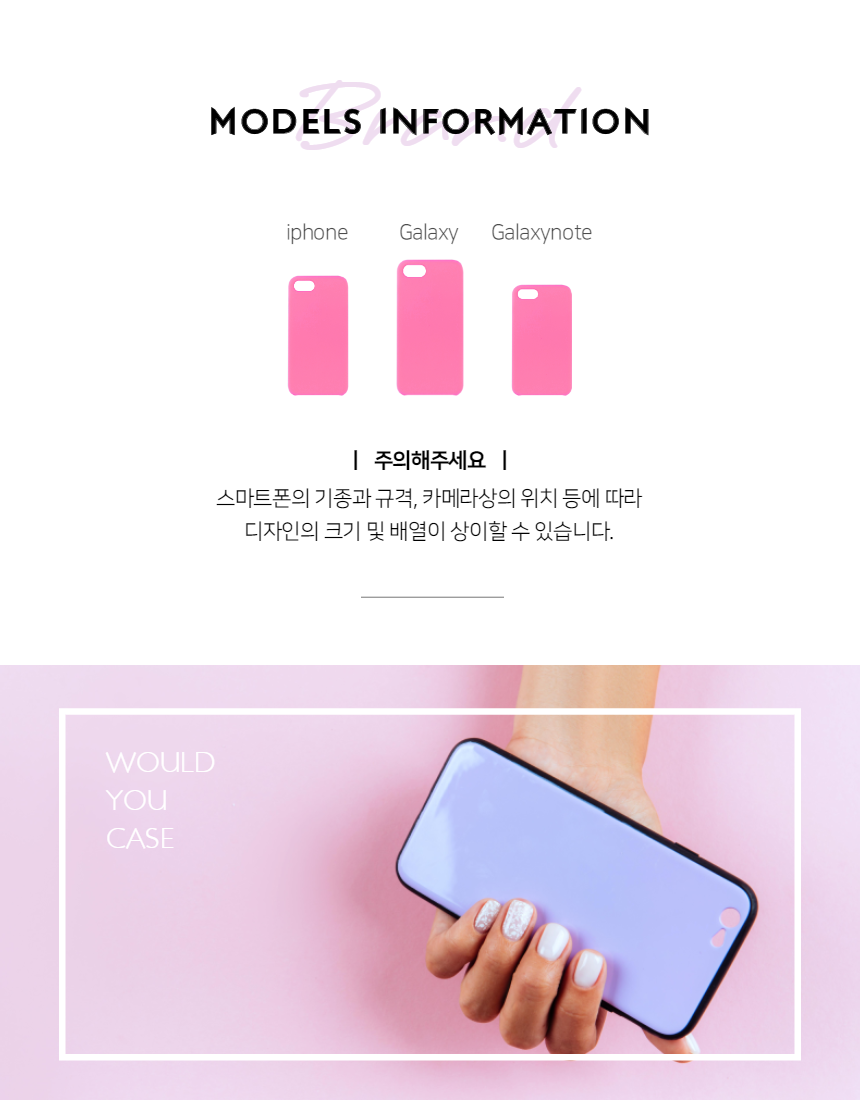 Brand
MODELS INFORMATION
iphone Galaxy Galaxynote
| 주의해주세요 |
스마트폰의 기종과 규격, 카메라상의 위치 등에 따라
디자인의 크기 및 배열이 상이할 수 있습니다.
WOULD
YOU
CASE